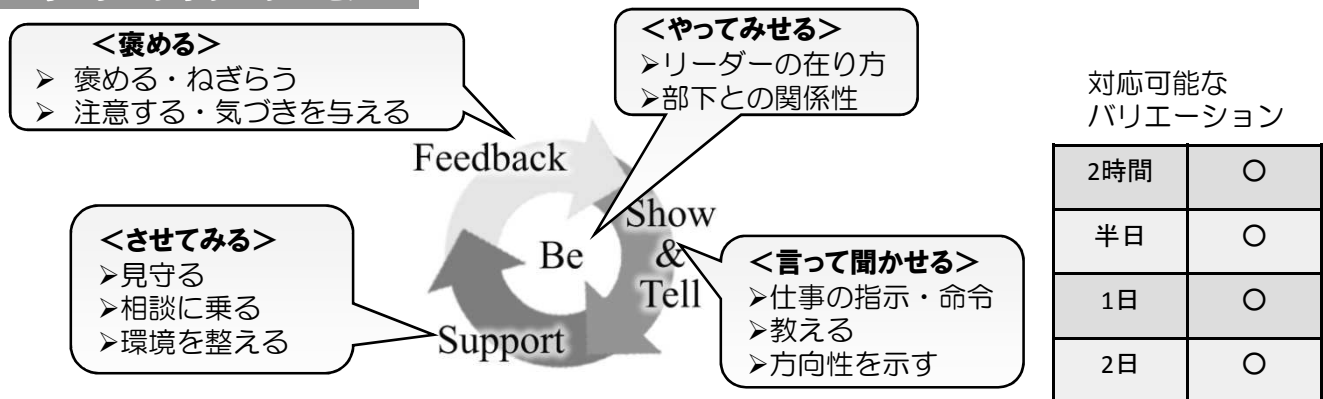 ＜褒める＞
➢ 褒める・ねぎらう
➢ 注意する・気づきを与える
＜やってみせる＞
➢リーダーの在り方
➢部下との関係性
Feedback
Show
&
Tell
Be
Support
＜させてみる＞
➢見守る
➢相談に乗る
➢環境を整える
＜言って聞かせる＞
➢仕事の指示・命令
➢教える
➢方向性を示す
対応可能な
バリエーション
2時間 〇
半日 〇
1日 〇
2日 〇